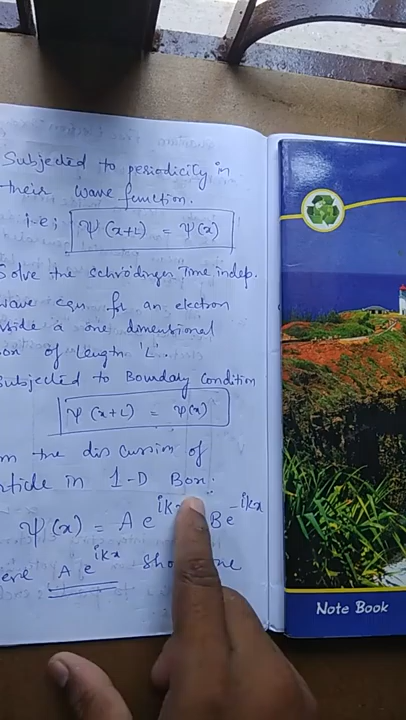 Subjected to periodicity in
their wave function.
i.e; ψ(x+L) = ψ(x)
Solve the schrödinger Time indep.
wave eqn for an electron
inside a one dimensional
box of length 'L'.
Subjected to Boundary condition
ψ(x+L) = ψ(x)
the discussion of
in 1-D Box.
ψ(x) = A e^ikx B e^-ikx
A e^ikx
Note Book